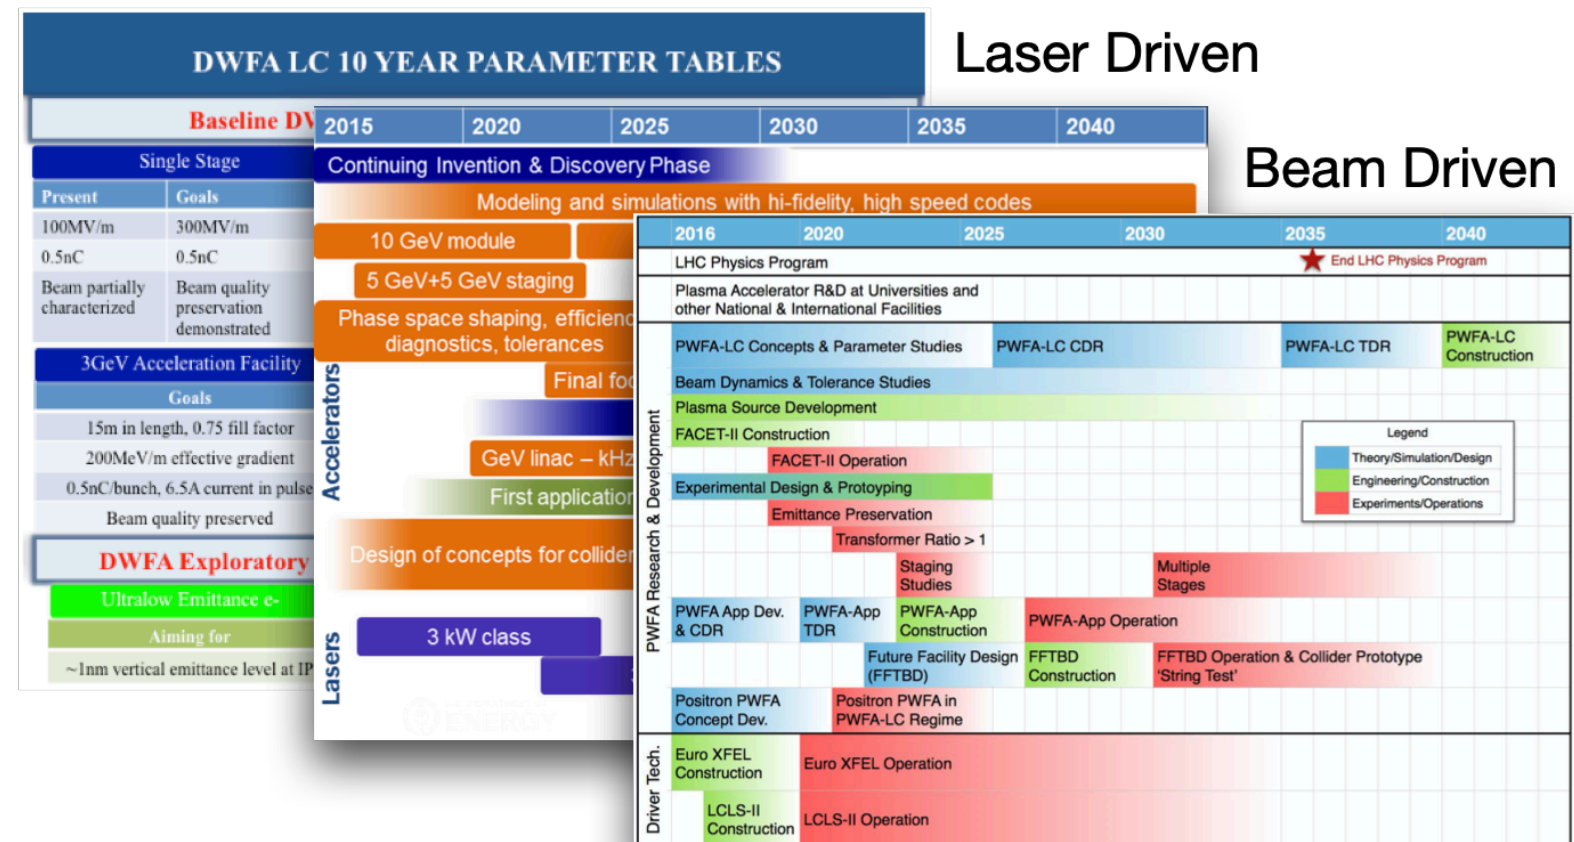 DWFA LC 10 YEAR PARAMETER TABLES
Laser Driven
Beam Driven
Baseline
Single Stage
Present Goals
100MV/m 300MV/m
0.5nC 0.5nC
Beam partially
characterized
Beam quality
preservation
demonstrated
3GeV Acceleration Facility
Goals
15m in length, 0.75 fill factor
200MeV/m effective gradient
0.5nC/bunch, 6.5A current in pulse
Beam quality preserved
DWFA Exploratory
Ultralow Emittance e-
Aiming for
~1nm vertical emittance level at IP
2015 2020 2025 2030 2035 2040
Continuing Invention & Discovery Phase
Modeling and simulations with hi-fidelity, high speed codes
10 GeV module
5 GeV+5 GeV staging
Phase space shaping,
diagnostics, tolerances
Accelerators
Final
GeV linac – kHz
First application
Design of concepts for collider
Lasers
3 kW class
ENERGY
2016 2020 2025 2030 2035 2040
LHC Physics Program
End LHC Physics Program
Plasma Accelerator R&D at Universities and
other National & International Facilities
PWFA Research & Development
PWFA-LC Concepts & Parameter Studies
PWFA-LC CDR
PWFA-LC TDR
PWFA-LC
Construction
Beam Dynamics & Tolerance Studies
Plasma Source Development
FACET-II Construction
FACET-II Operation
Experimental Design & Protoyping
Emittance Preservation
Transformer Ratio > 1
Staging
Studies
Multiple
Stages
PWFA App Dev.
& CDR
PWFA-App
TDR
PWFA-App
Construction
PWFA-App Operation
Future Facility Design
(FFTBD)
FFTBD
Construction
FFTBD Operation & Collider Prototype
'String Test'
Positron PWFA
Concept Dev.
Positron PWFA in
PWFA-LC Regime
Legend
Theory/Simulation/Design
Engineering/Construction
Experiments/Operations
Driver Tech.
Euro XFEL
Construction
Euro XFEL Operation
LCLS-II
Construction
LCLS-II Operation